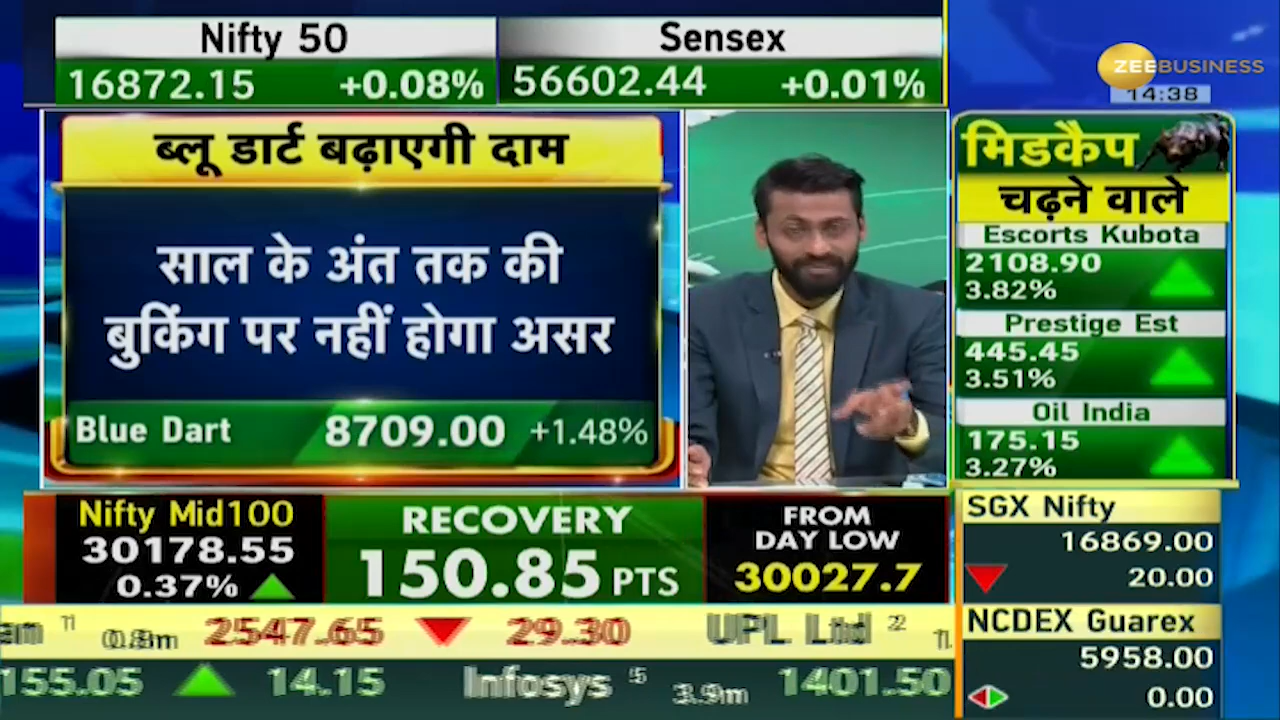 Nifty 50
16872.15 +0.08%
Sensex
56602.44 +0.01%
ZEEBUSINESS
14:38
ब्लू डार्ट बढ़ाएगी दाम
साल के अंत तक की
बुकिंग पर नहीं होगा असर
Blue Dart 8709.00 +1.48%
मिडकैप
चढ़ने वाले
Escorts Kubota
2108.90
3.82%
Prestige Est
445.45
3.51%
Oil India
175.15
3.27%
Nifty Mid100
30178.55
0.37%
RECOVERY
150.85 PTS
FROM
DAY LOW
30027.7
SGX Nifty
16869.00
20.00
NCDEX Guarex
5958.00
0.00
2547.65 29.30 UPL Ltd
155.05 14.15 Infosys 3.9m 1401.50